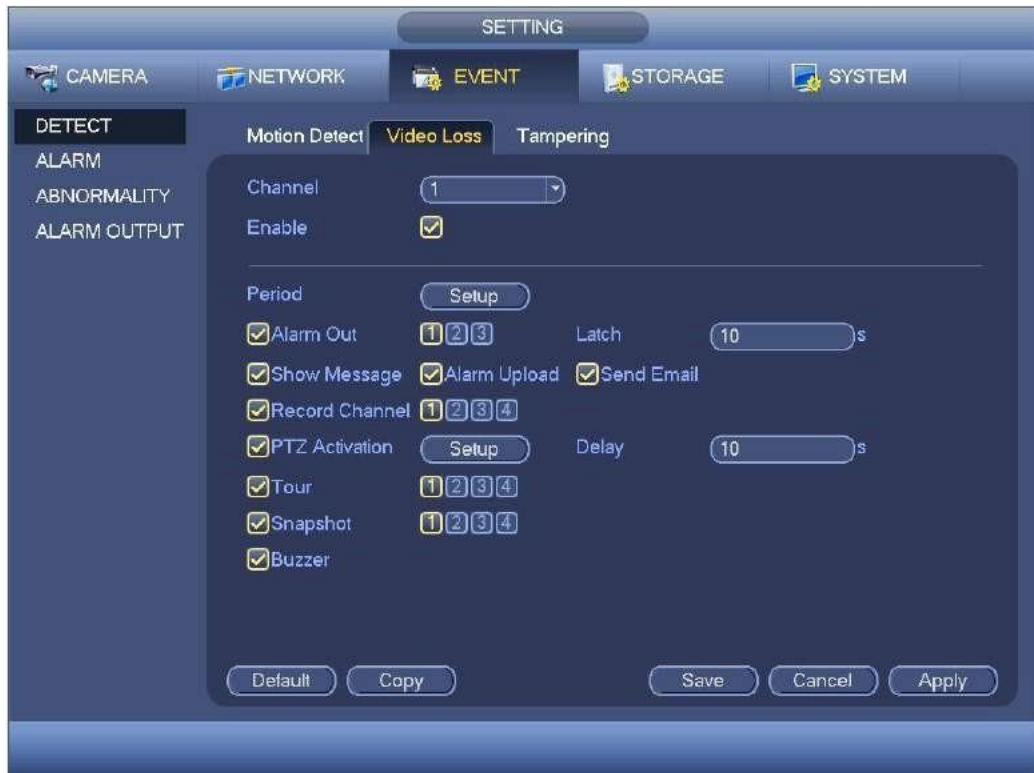 SETTING
CAMERA NETWORK EVENT STORAGE SYSTEM
DETECT
ALARM
ABNORMALITY
ALARM OUTPUT
Motion Detect Video Loss Tampering
Channel 1
Enable
Period Setup
Alarm Out 1 2 3 Latch 10 s
Show Message Alarm Upload Send Email
Record Channel 1 2 3 4
PTZ Activation Setup Delay 10 s
Tour 1 2 3 4
Snapshot 1 2 3 4
Buzzer
Default Copy Save Cancel Apply